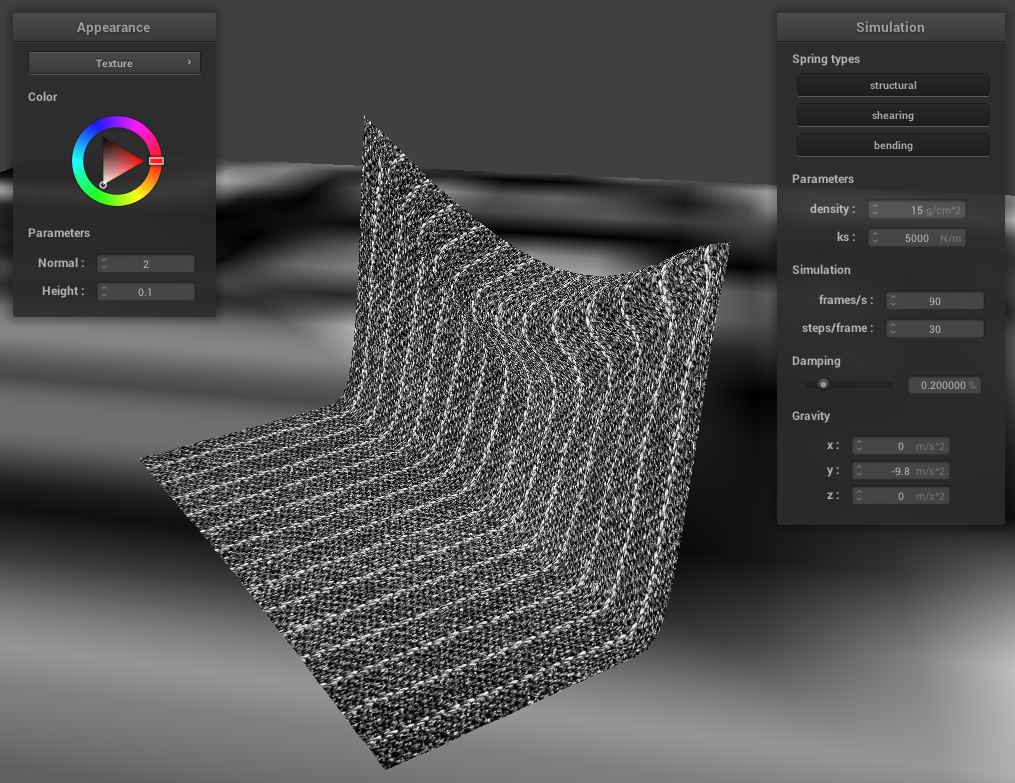 Appearance
Texture ›
Color
Parameters
Normal : 2
Height : 0.1
Simulation
Spring types
structural
shearing
bending
Parameters
density : 15 g/cm^2
ks : 5000 N/m
Simulation
frames/s : 90
steps/frame : 30
Damping
0.200000 %
Gravity
x : 0 m/s^2
y : -9.8 m/s^2
z : 0 m/s^2